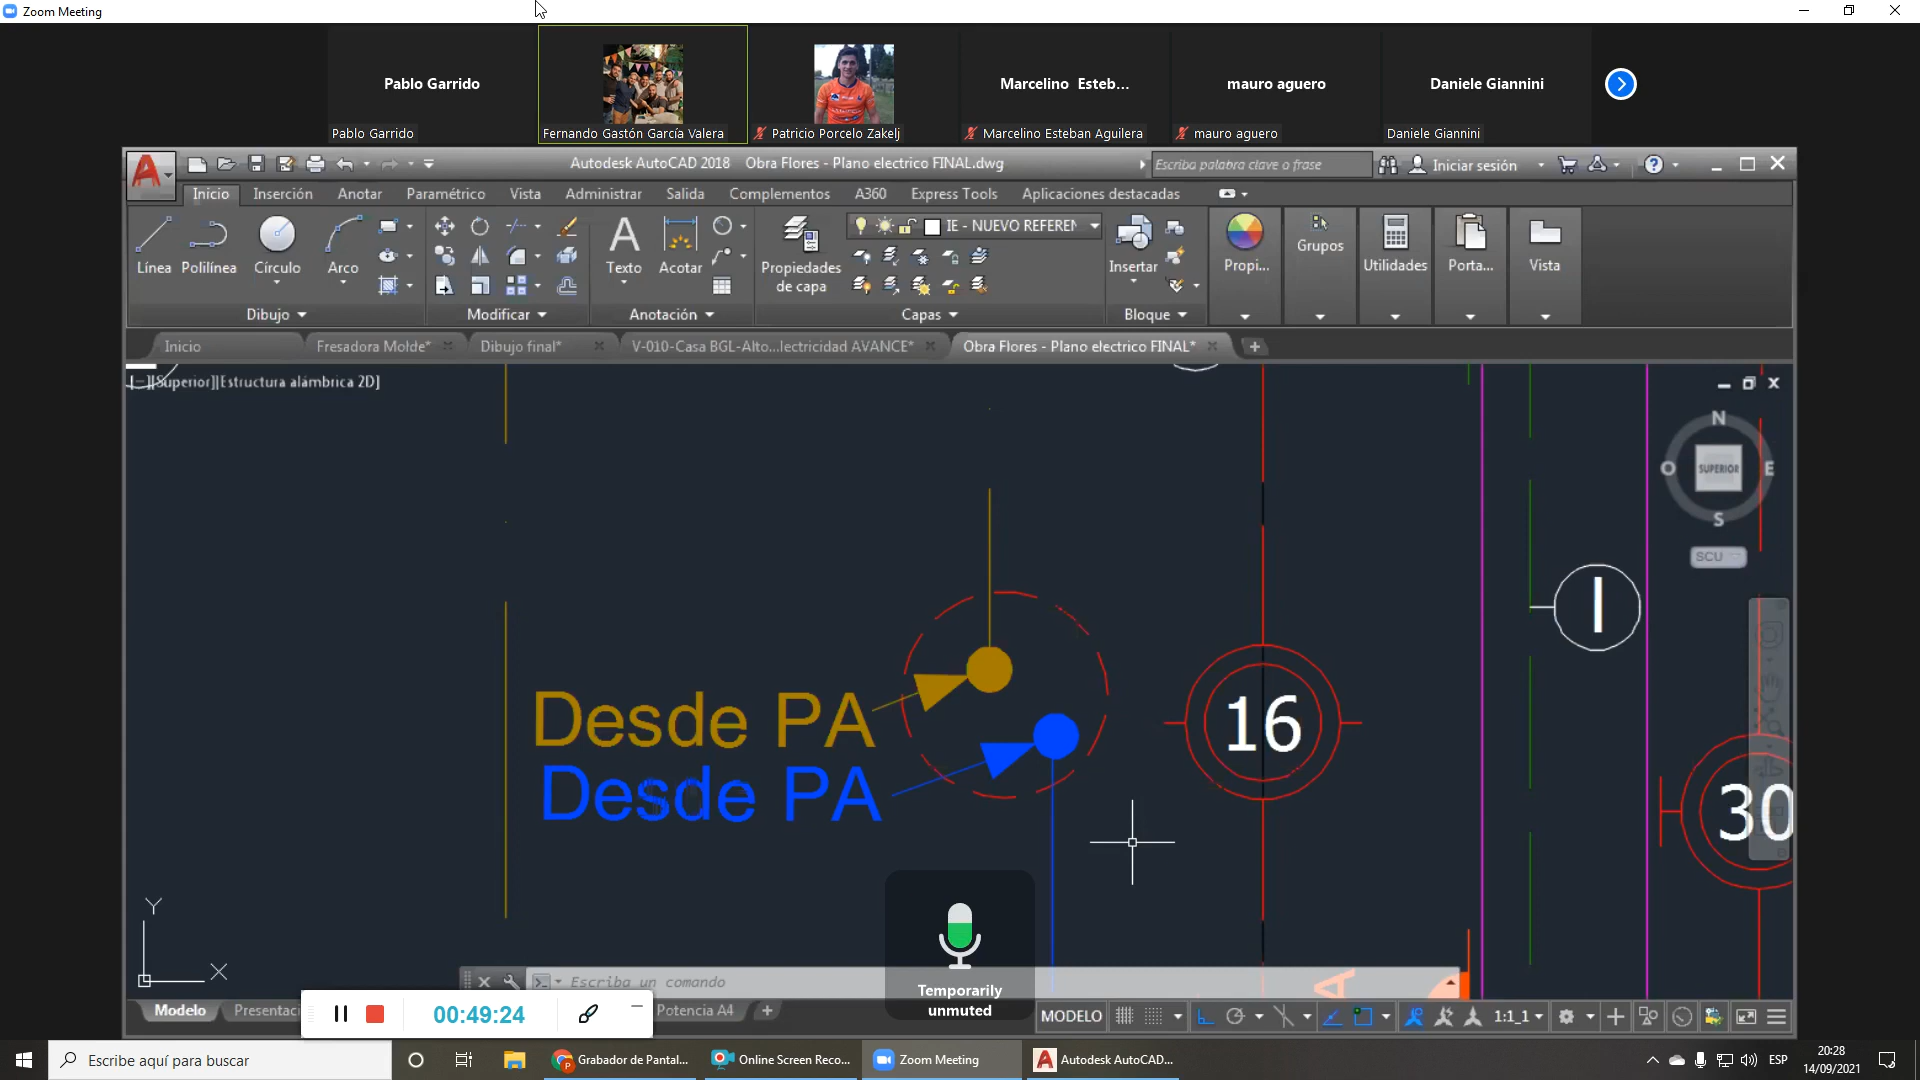 Zoom Meeting
Pablo Garrido
Marcelino Esteb...
mauro aguero
Daniele Giannini
Pablo Garrido
Fernando Gastón García Valera
Patricio Porcelo Zakelj
Marcelino Esteban Aguilera
mauro aguero
Daniele Giannini
Autodesk AutoCAD 2018 Obra Flores - Plano electrico FINAL.dwg
Escriba palabra clave o frase
Iniciar sesión
Inicio Inserción Anotar Paramétrico Vista Administrar Salida Complementos A360 Express Tools Aplicaciones destacadas
IE - NUEVO REFEREN
Línea Polilínea Círculo Arco
Texto Acotar
Propiedades de capa
Insertar
Propi... Grupos Utilidades Porta... Vista
Dibujo Modificar Anotación Capas Bloque
Inicio Fresadora Molde* Dibujo final* V-010-Casa BGL-Alto...lectricidad AVANCE* Obra Flores - Plano electrico FINAL*
[−][Superior][Estructura alámbrica 2D]
N
O SUPERIOR E
S
SCU
I
Desde PA
16
Desde PA
30
Y
X
Escriba un comando
A
Temporarily
unmuted
Modelo Presentaci Potencia A4
00:49:24
MODELO 1:1_1
Escribe aquí para buscar
Grabador de Pantal...
Online Screen Reco...
Zoom Meeting
Autodesk AutoCAD...
ESP
20:28
14/09/2021